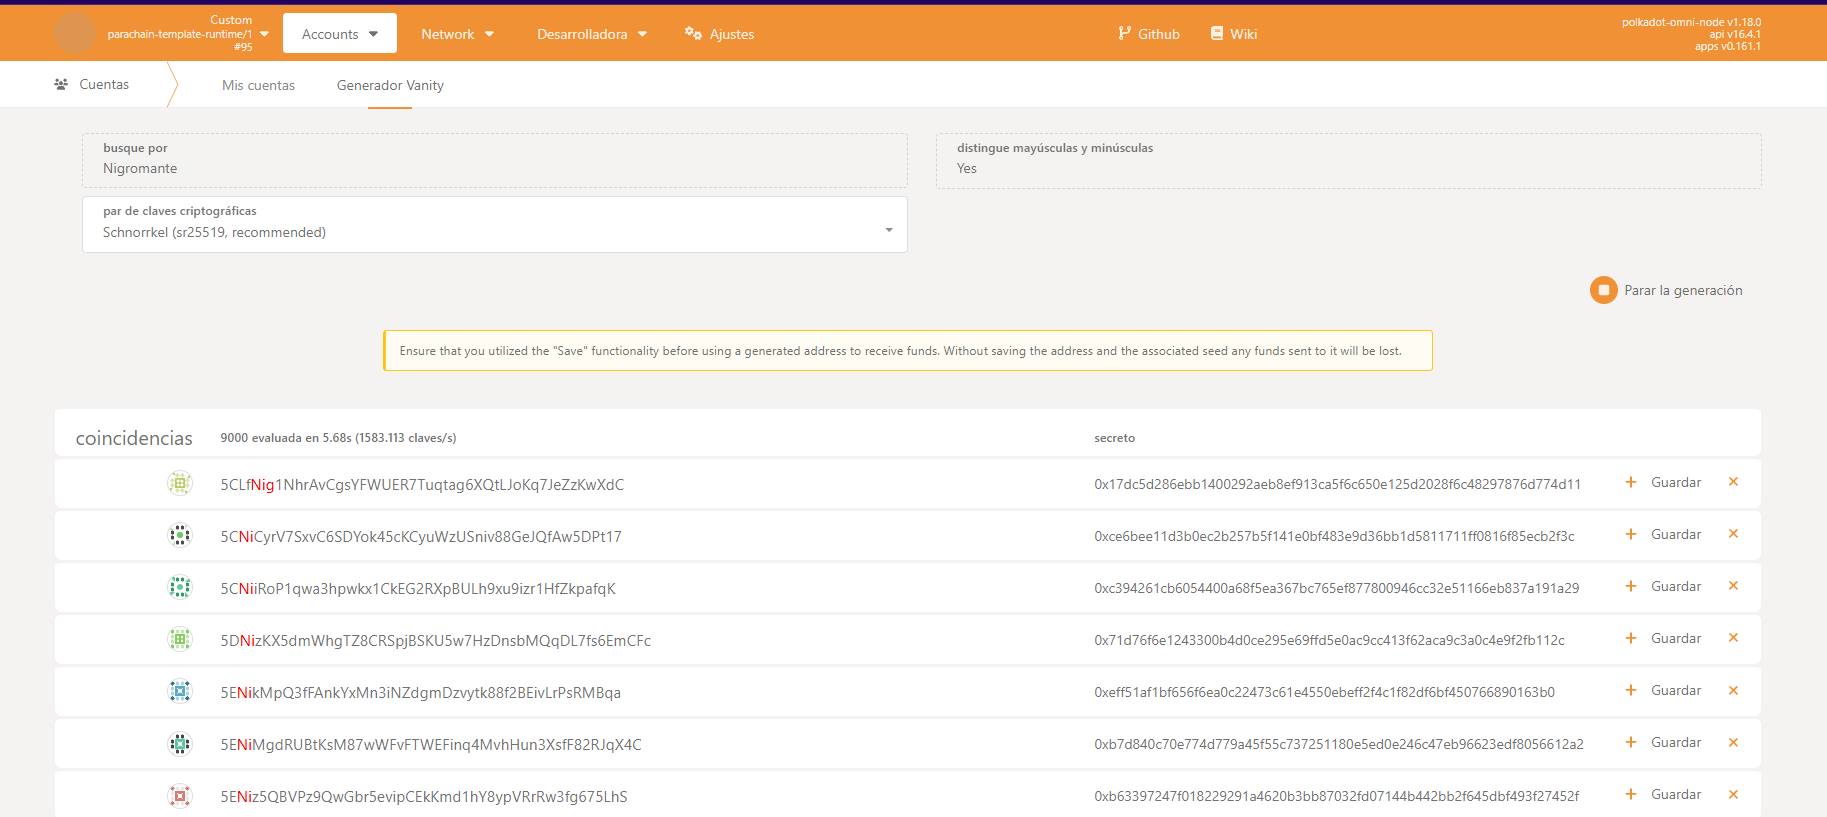 Custom
parachain-template-runtime/1
#95
Accounts
Network
Desarrolladora
Ajustes
Github
Wiki
polkadot-omni-node v1.18.0
api v16.4.1
apps v0.161.1
Cuentas
Mis cuentas
Generador Vanity
busque por
Nigromante
distingue mayúsculas y minúsculas
Yes
par de claves criptográficas
Schnorrkel (sr25519, recommended)
Parar la generación
Ensure that you utilized the "Save" functionality before using a generated address to receive funds. Without saving the address and the associated seed any funds sent to it will be lost.
coincidencias 9000 evaluada en 5.68s (1583.113 claves/s) secreto
5CLfNig1NhrAvCgsYFWUER7Tuqtag6XQtLJoKq7JeZzKwXdC 0x17dc5d286ebb1400292aeb8ef913ca5f6c650e125d2028f6c48297876d774d11 Guardar
5CNiCyrV7SxvC6SDYok45cKCyuWzUSniv88GeJQfAw5DPt17 0xce6bee11d3b0ec2b257b5f141e0bf483e9d36bb1d5811711ff0816f85ecb2f3c Guardar
5CNiiRoP1qwa3hpwkx1CkEG2RXpBULh9xu9izr1HfZkpafqK 0xc394261cb6054400a68f5ea367bc765ef877800946cc32e51166eb837a191a29 Guardar
5DNizKX5dmWhgTZ8CRSpjBSKU5w7HzDnsbMQqDL7fs6EmCFc 0x71d76f6e1243300b4d0ce295e69ffd5e0ac9cc413f62aca9c3a0c4e9f2fb112c Guardar
5ENikMpQ3fFAnkYxMn3iNZdgmDzvytk88f2BEivLrPsRMBqa 0xeff51af1bf656f6ea0c22473c61e4550ebeff2f4c1f82df6bf450766890163b0 Guardar
5ENiMgdRUBtKsM87wWFvFTWEFinq4MvhHun3XsfF82RJqX4C 0xb7d840c70e774d779a45f55c737251180e5ed0e246c47eb96623edf8056612a2 Guardar
5ENiz5QBVPz9QwGbr5evipCEkKmd1hY8ypVRrRw3fg675LhS 0xb63397247f018229291a4620b3bb87032fd07144b442bb2f645dbf493f27452f Guardar